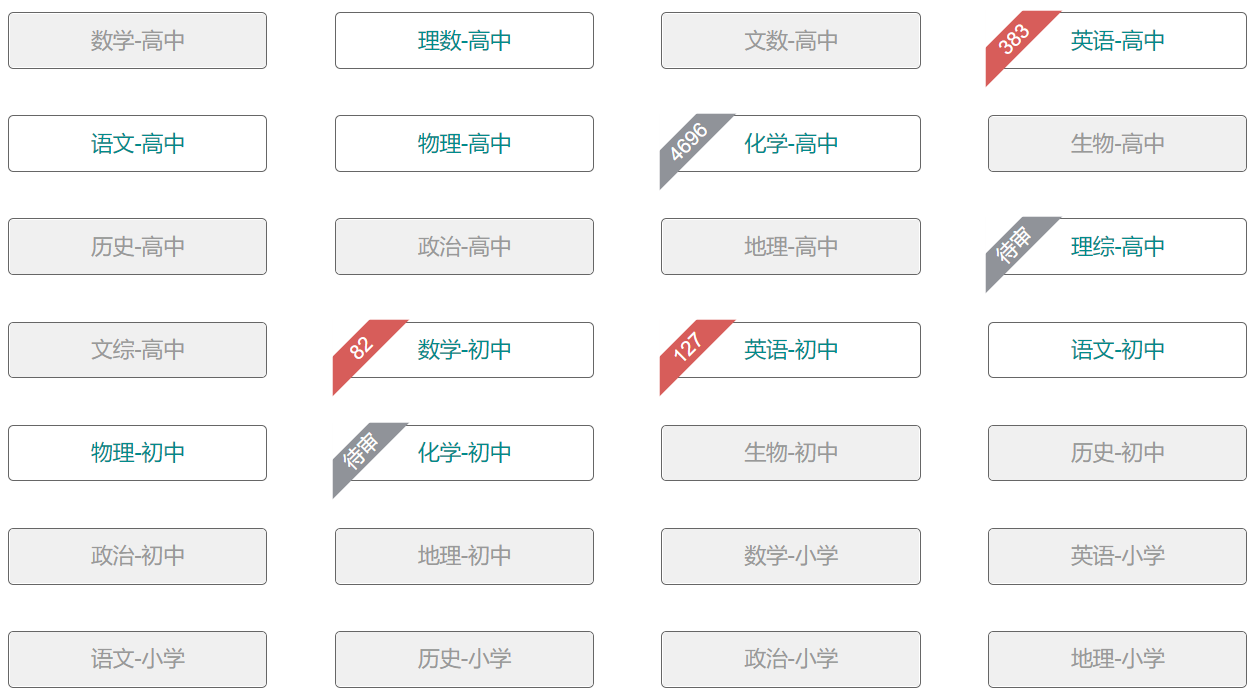 数学-高中
理数-高中
文数-高中
383
英语-高中
语文-高中
物理-高中
4696
化学-高中
生物-高中
历史-高中
政治-高中
地理-高中
待审
理综-高中
文综-高中
82
数学-初中
127
英语-初中
语文-初中
物理-初中
待审
化学-初中
生物-初中
历史-初中
政治-初中
地理-初中
数学-小学
英语-小学
语文-小学
历史-小学
政治-小学
地理-小学